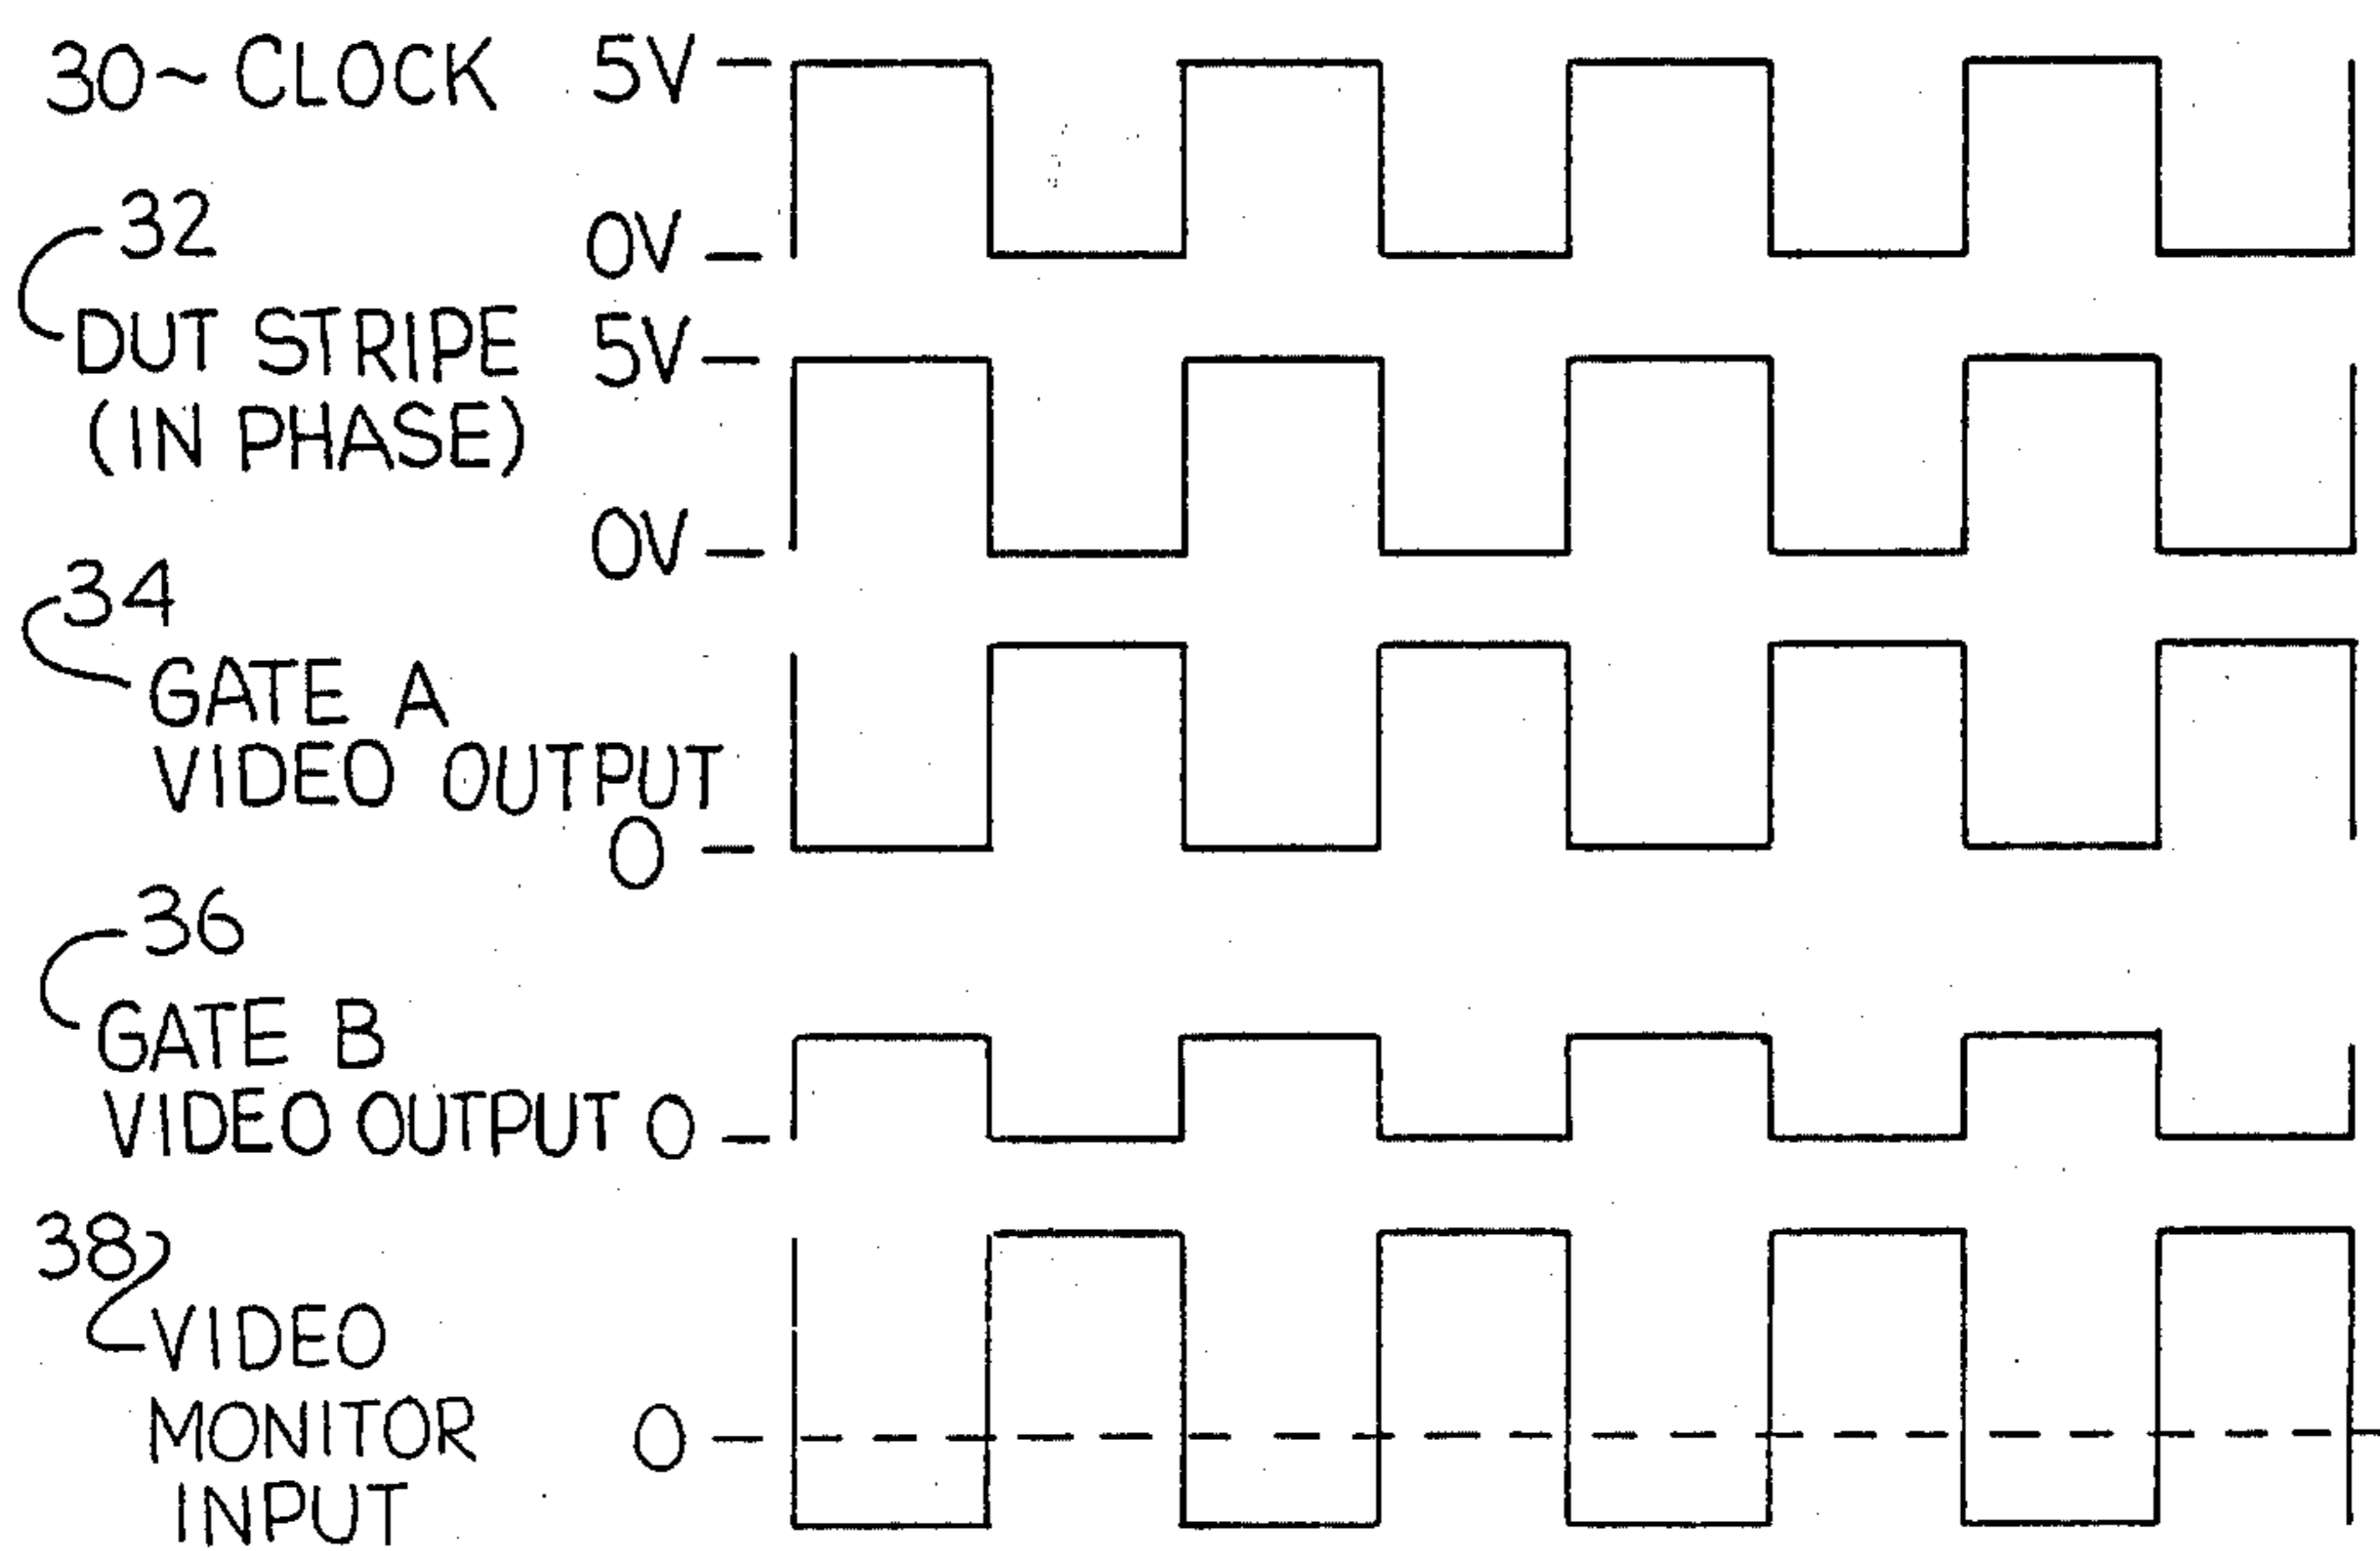 30~ CLOCK 5V
0V
32
DUT STRIPE 5V
(IN PHASE)
0V
34
GATE A
VIDEO OUTPUT
0
36
GATE B
VIDEO OUTPUT 0
38
VIDEO
MONITOR 0
INPUT